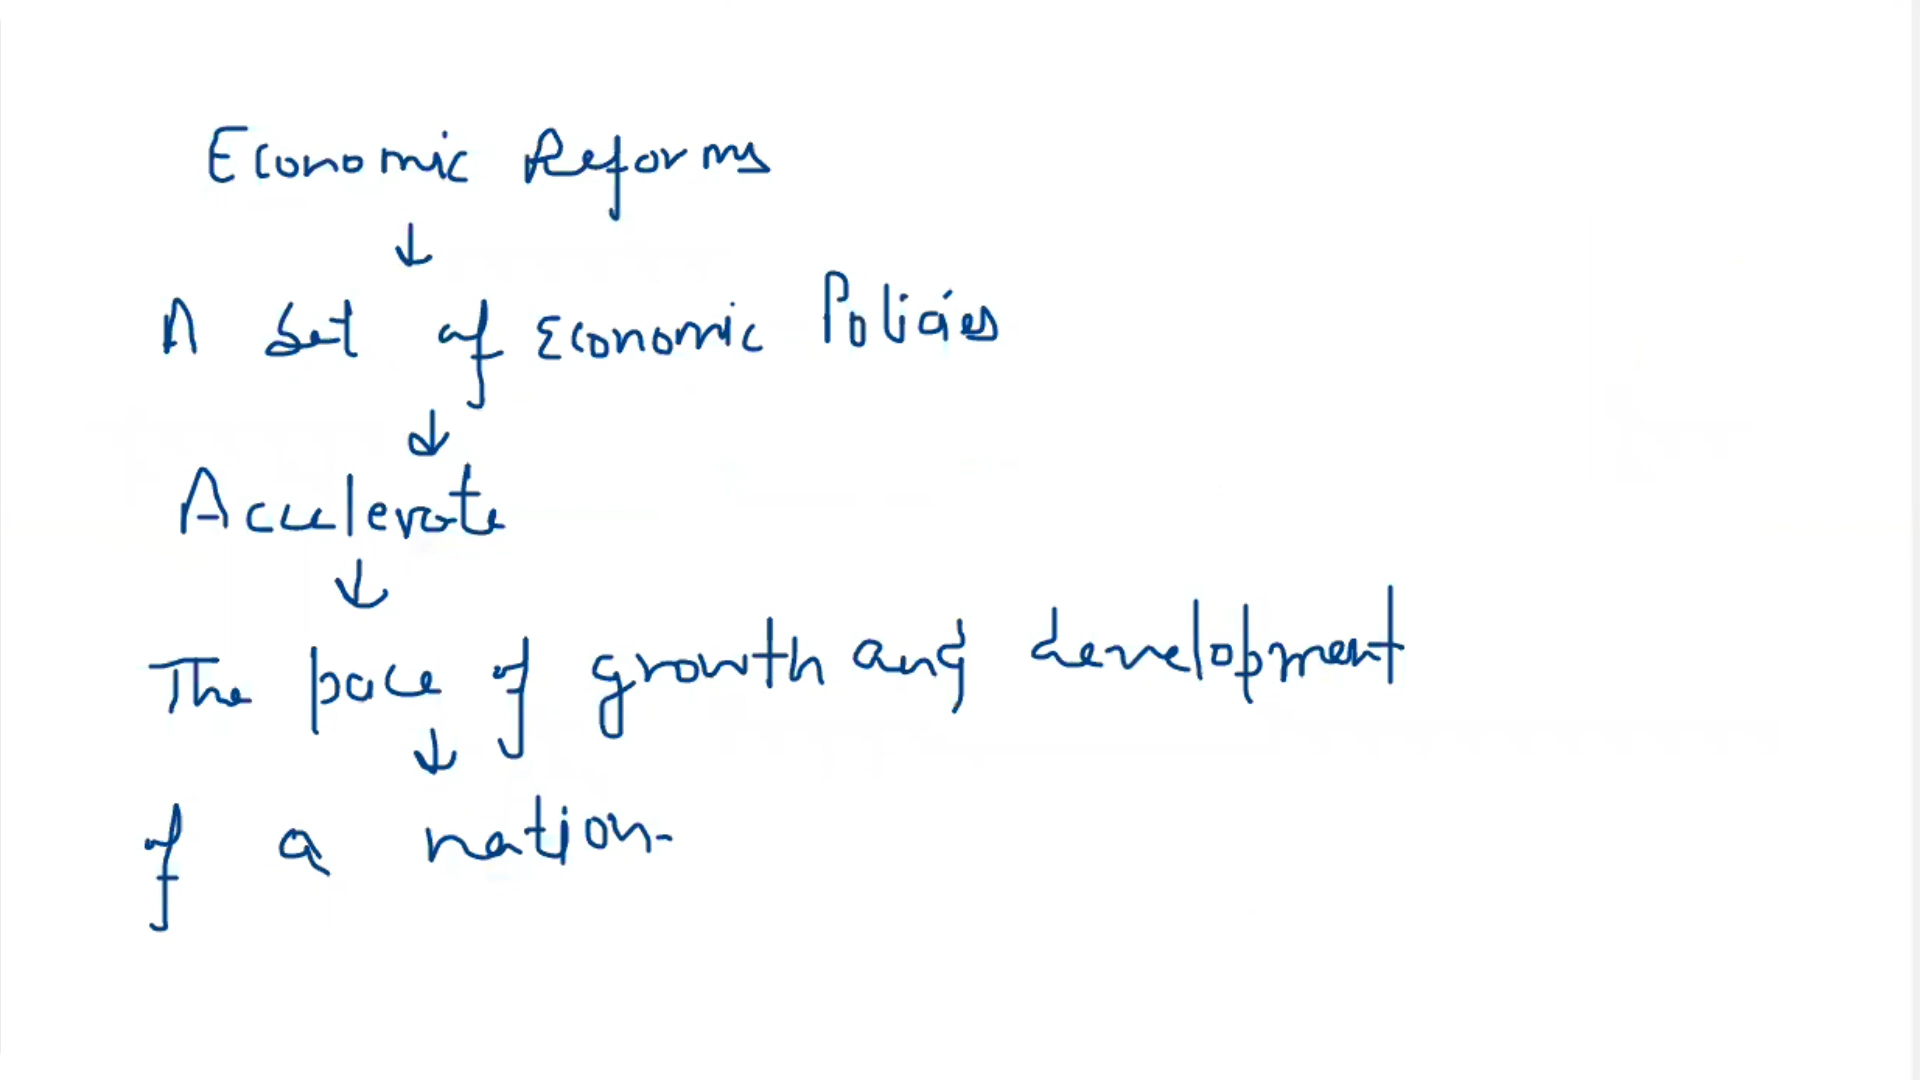 Economic Reforms
↓
A set of Economic Policies
↓
Accelerate
↓
The pace of growth and development
↓
of a nation.